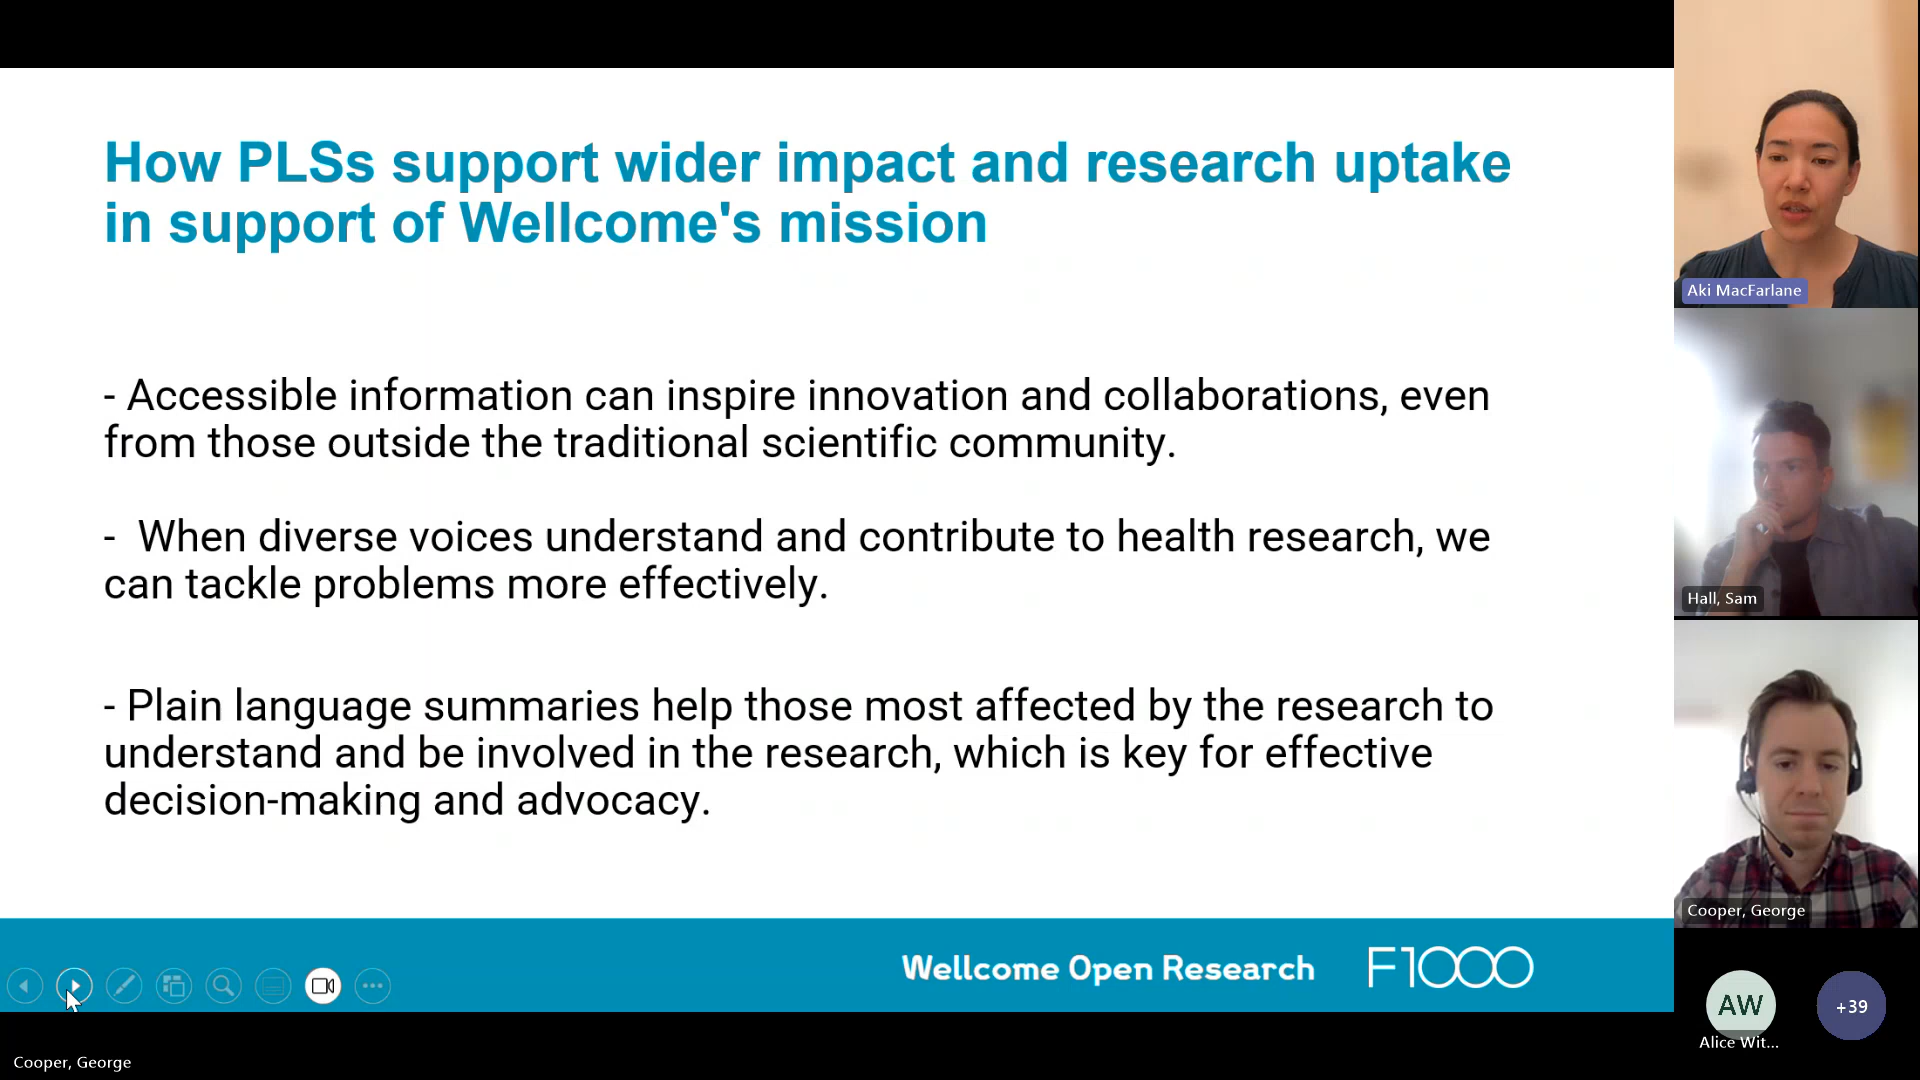 How PLSs support wider impact and research uptake
in support of Wellcome's mission
- Accessible information can inspire innovation and collaborations, even
from those outside the traditional scientific community.
- When diverse voices understand and contribute to health research, we
can tackle problems more effectively.
- Plain language summaries help those most affected by the research to
understand and be involved in the research, which is key for effective
decision-making and advocacy.
Wellcome Open Research
F1000
Cooper, George
Aki MacFarlane
Hall, Sam
Cooper, George
AW
Alice Wit...
+39